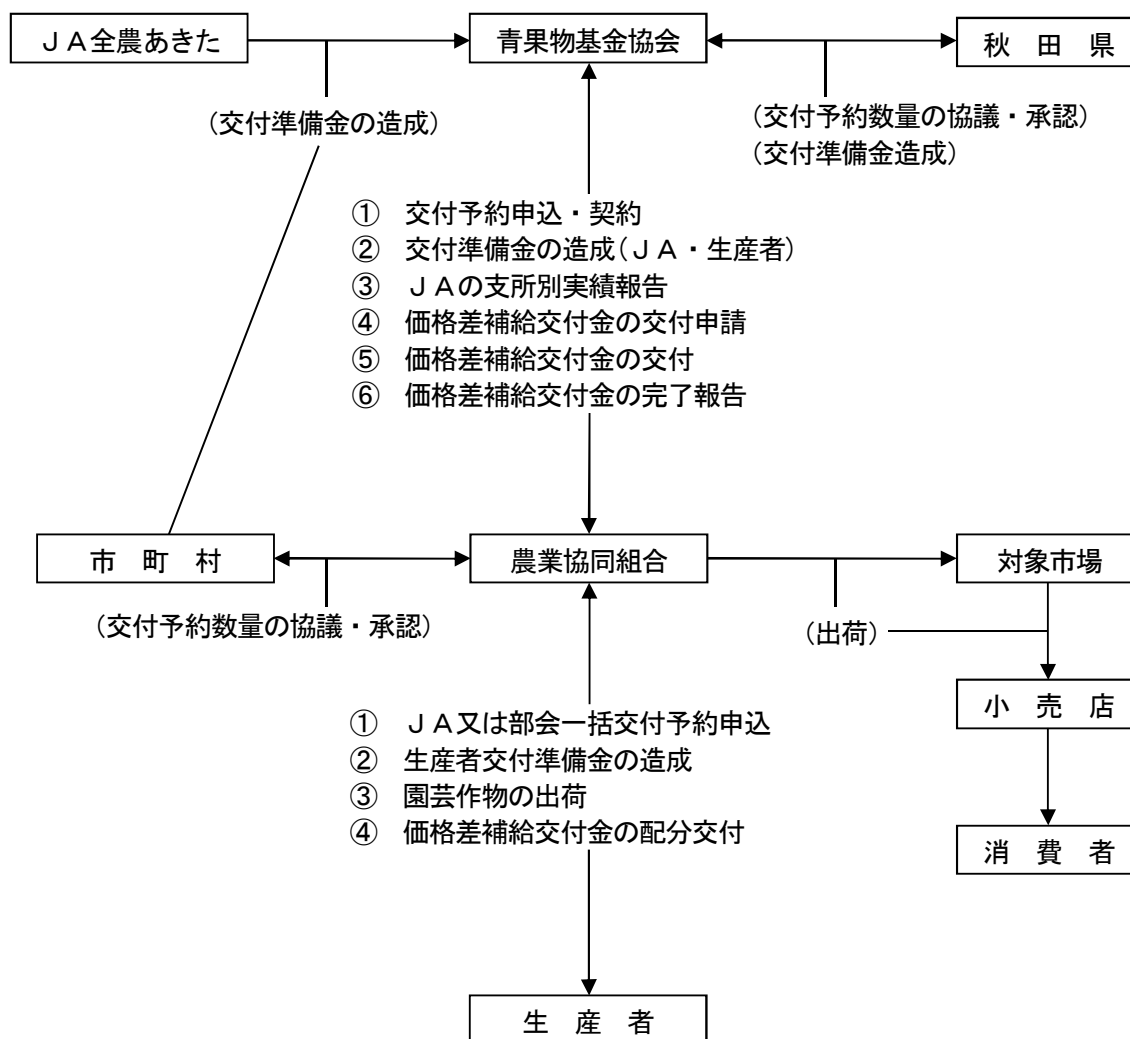 ＪＡ全農あきた
青果物基金協会
秋　田　県
（交付準備金の造成）
（交付予約数量の協議・承認）
（交付準備金造成）
①　交付予約申込・契約
②　交付準備金の造成（ＪＡ・生産者）
③　ＪＡの支所別実績報告
④　価格差補給交付金の交付申請
⑤　価格差補給交付金の交付
⑥　価格差補給交付金の完了報告
市　町　村
農業協同組合
対象市場
（交付予約数量の協議・承認）
（出荷）
小　売　店
①　ＪＡ又は部会一括交付予約申込
②　生産者交付準備金の造成
③　園芸作物の出荷
④　価格差補給交付金の配分交付
消　費　者
生　産　者